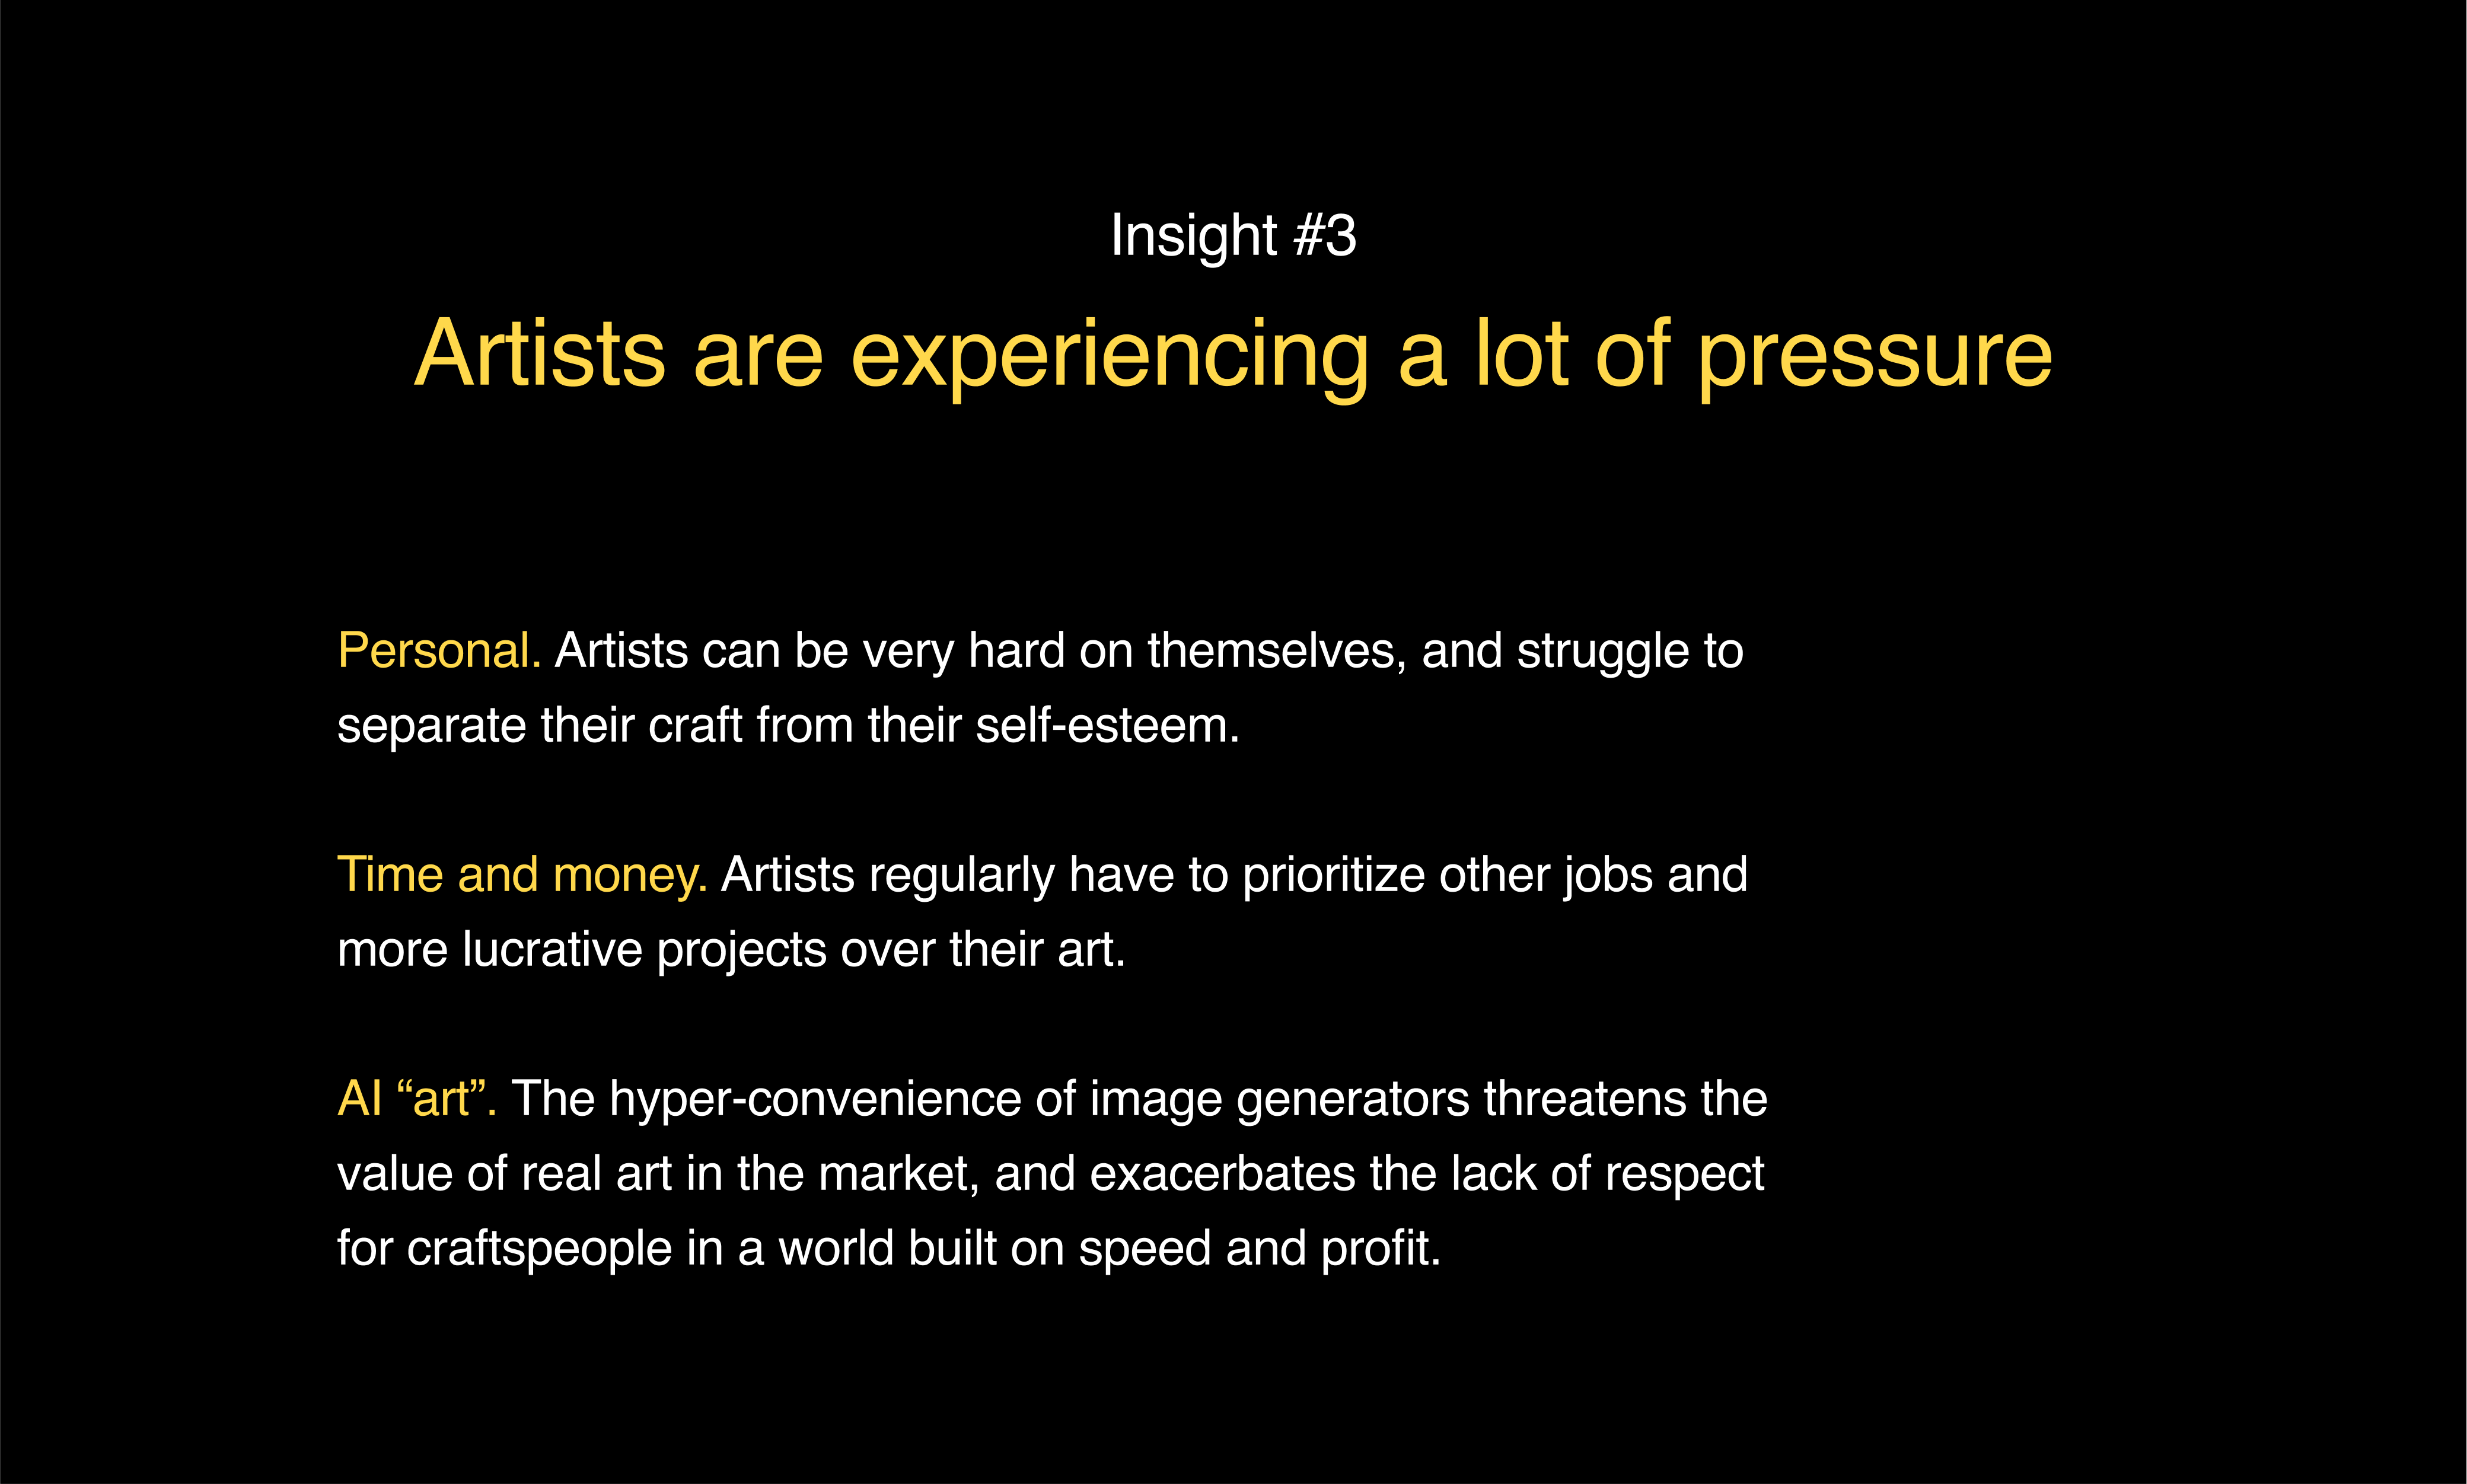 Insight #3
Artists are experiencing a lot of pressure
Personal. Artists can be very hard on themselves, and struggle to
separate their craft from their self-esteem.
Time and money. Artists regularly have to prioritize other jobs and
more lucrative projects over their art.
AI “art”. The hyper-convenience of image generators threatens the
value of real art in the market, and exacerbates the lack of respect
for craftspeople in a world built on speed and profit.